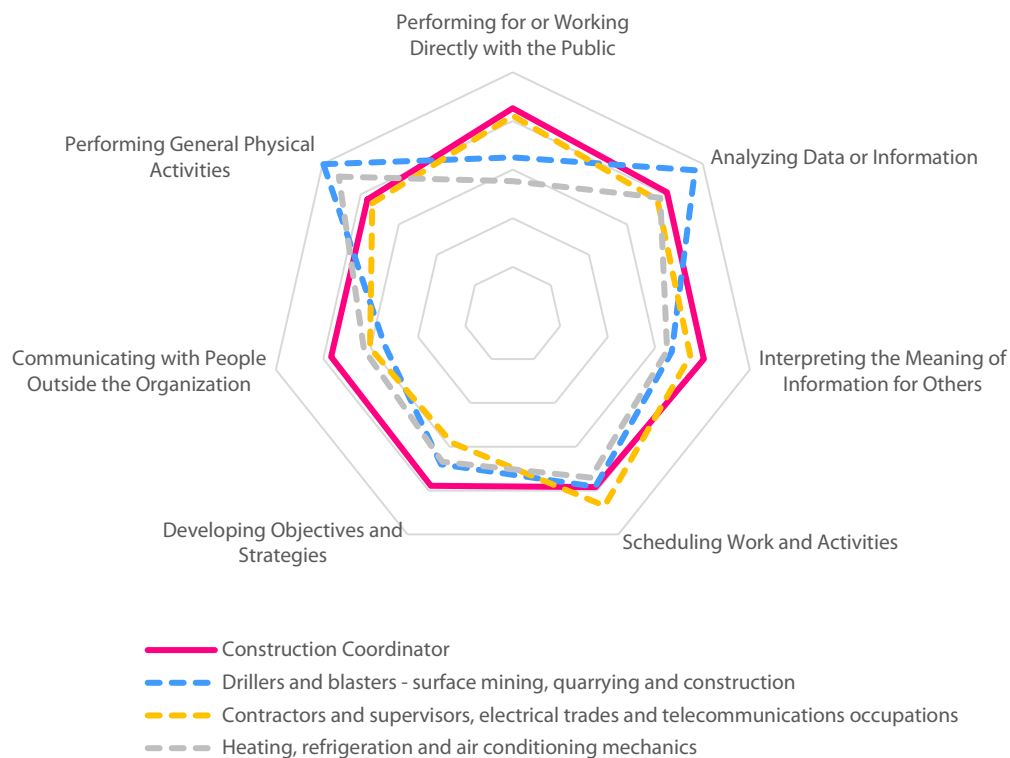 Performing for or Working
Directly with the Public
Performing General Physical
Activities
Analyzing Data or Information
Communicating with People
Outside the Organization
Interpreting the Meaning of
Information for Others
Developing Objectives and
Strategies
Scheduling Work and Activities
Construction Coordinator
Drillers and blasters - surface mining, quarrying and construction
Contractors and supervisors, electrical trades and telecommunications occupations
Heating, refrigeration and air conditioning mechanics